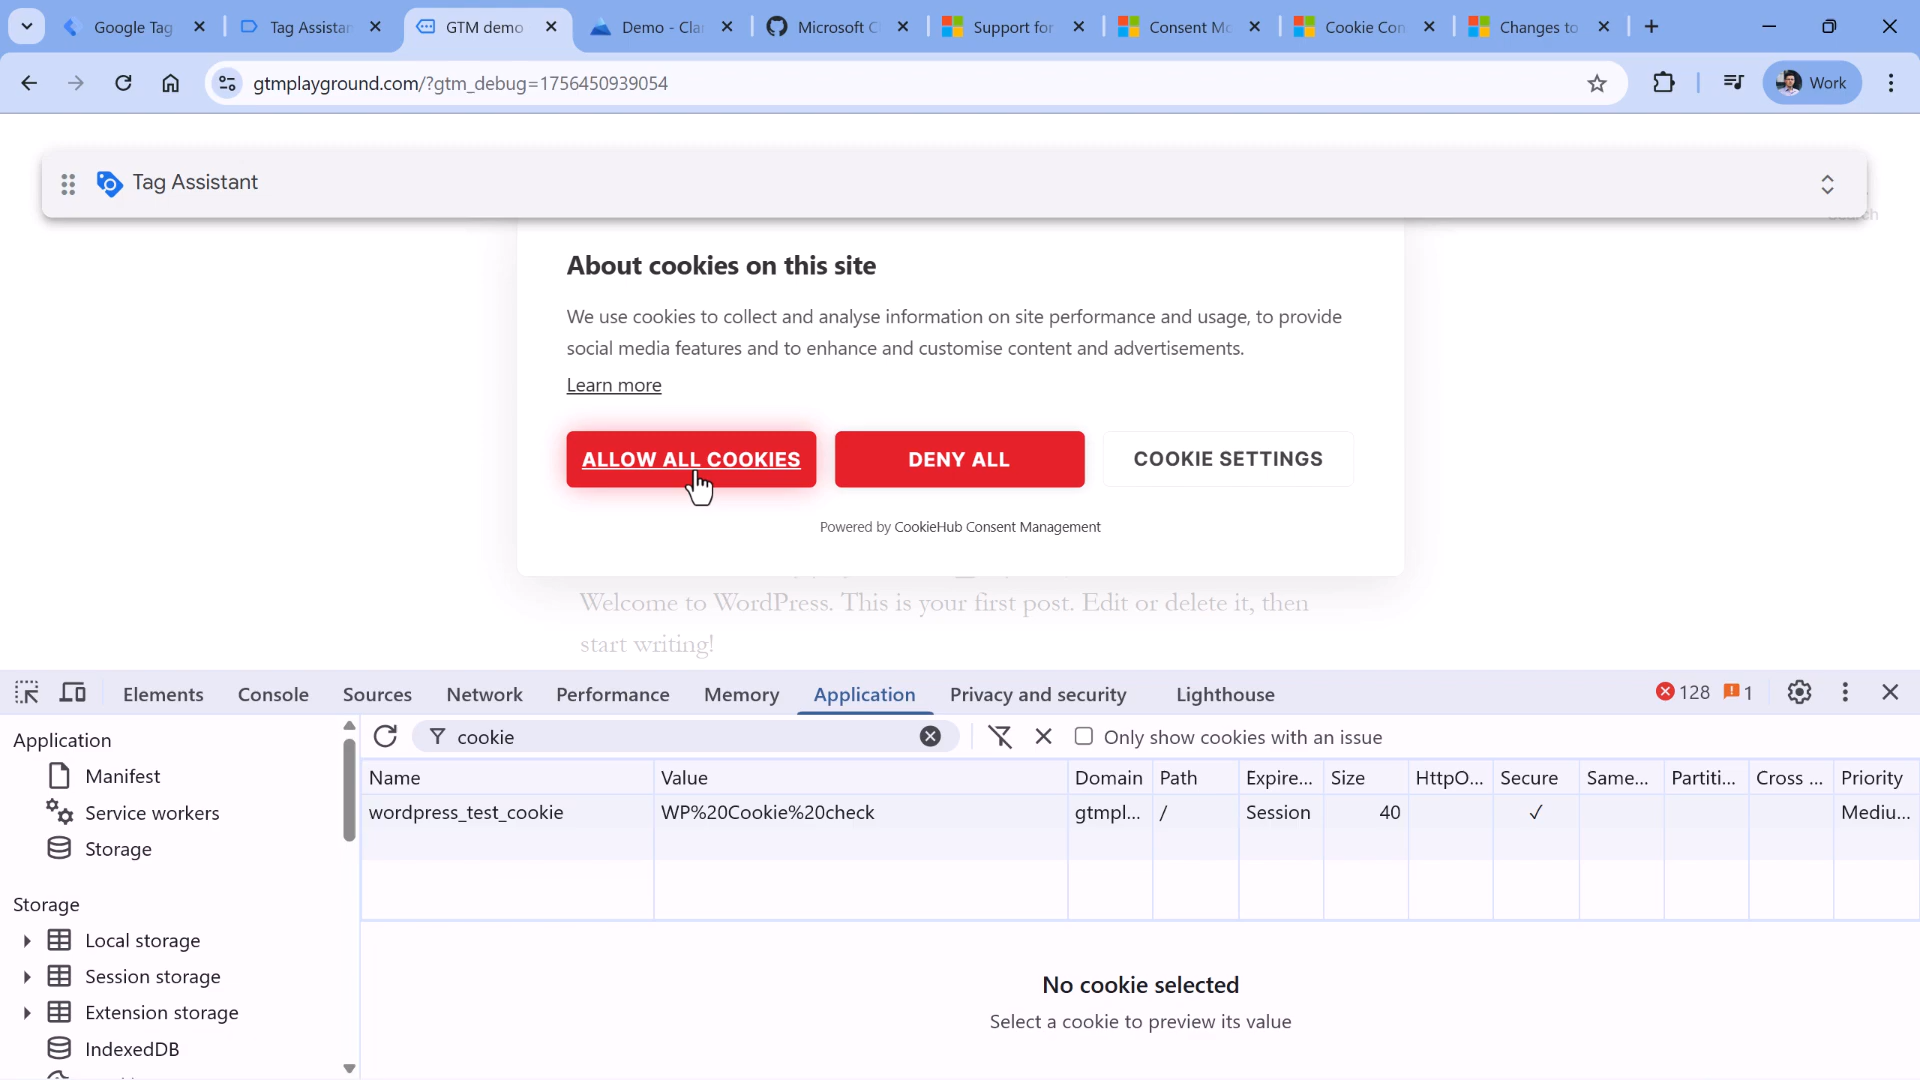 Google Tag
Tag Assistan
GTM demo
Demo - Cla
Microsoft C
Support for
Consent Mo
Cookie Con
Changes to
gtmplayground.com/?gtm_debug=1756450939054
Work
Tag Assistant
About cookies on this site
We use cookies to collect and analyse information on site performance and usage, to provide
social media features and to enhance and customise content and advertisements.
Learn more
ALLOW ALL COOKIES
DENY ALL
COOKIE SETTINGS
Powered by CookieHub Consent Management
Welcome to WordPress. This is your first post. Edit or delete it, then
start writing!
Elements
Console
Sources
Network
Performance
Memory
Application
Privacy and security
Lighthouse
128
1
Application
Manifest
Service workers
Storage
Storage
Local storage
Session storage
Extension storage
IndexedDB
cookie
Only show cookies with an issue
Name Value Domain Path Expire... Size HttpO... Secure Same... Partiti... Cross ... Priority
wordpress_test_cookie WP%20Cookie%20check gtmpl... / Session 40 ✓ Mediu...
No cookie selected
Select a cookie to preview its value